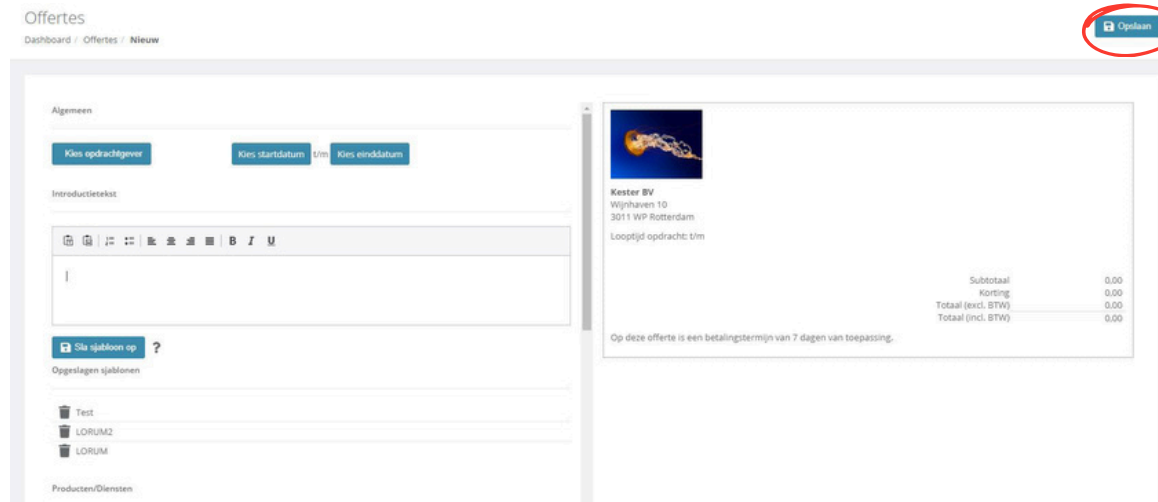 Offertes
Dashboard / Offertes / Nieuw
Opslaan
Algemeen
Kies opdrachtgever
Kies startdatum t/m Kies einddatum
Introductietekst
B I U
Sla sjabloon op ?
Opgeslagen sjablonen
Test
LORUM2
LORUM
Producten/Diensten
Kester BV
Wijnhaven 10
3011 WP Rotterdam
Looptijd opdracht: t/m
Subtotaal 0,00
Korting 0,00
Totaal (excl. BTW) 0,00
Totaal (incl. BTW) 0,00
Op deze offerte is een betalingstermijn van 7 dagen van toepassing.